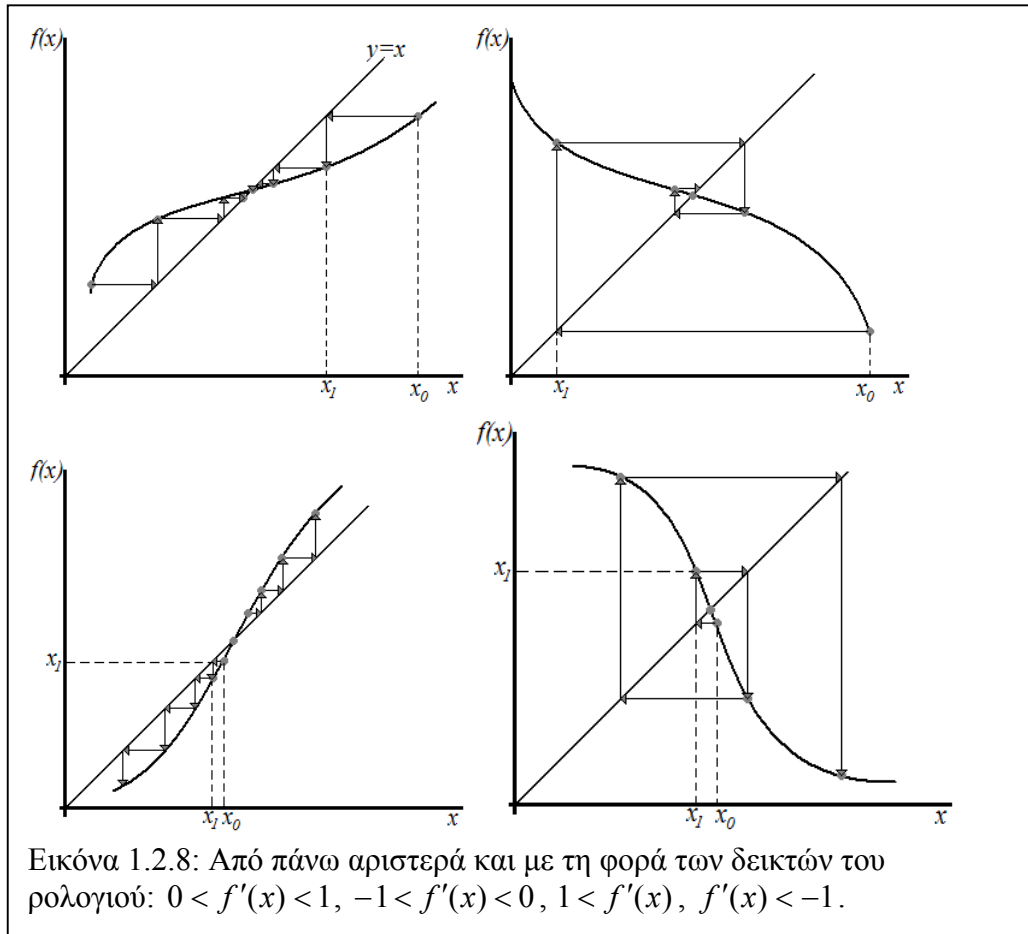 f(x)
y=x
x₁
x₀
x
f(x)
x₁
x₀
x
f(x)
x₁
x₁
x₀
x
f(x)
x₁
x₁
x₀
x
Εικόνα 1.2.8: Από πάνω αριστερά και με τη φορά των δεικτών του
ρολογιού: 0 < f′(x) < 1, −1 < f′(x) < 0, 1 < f′(x), f′(x) < −1.